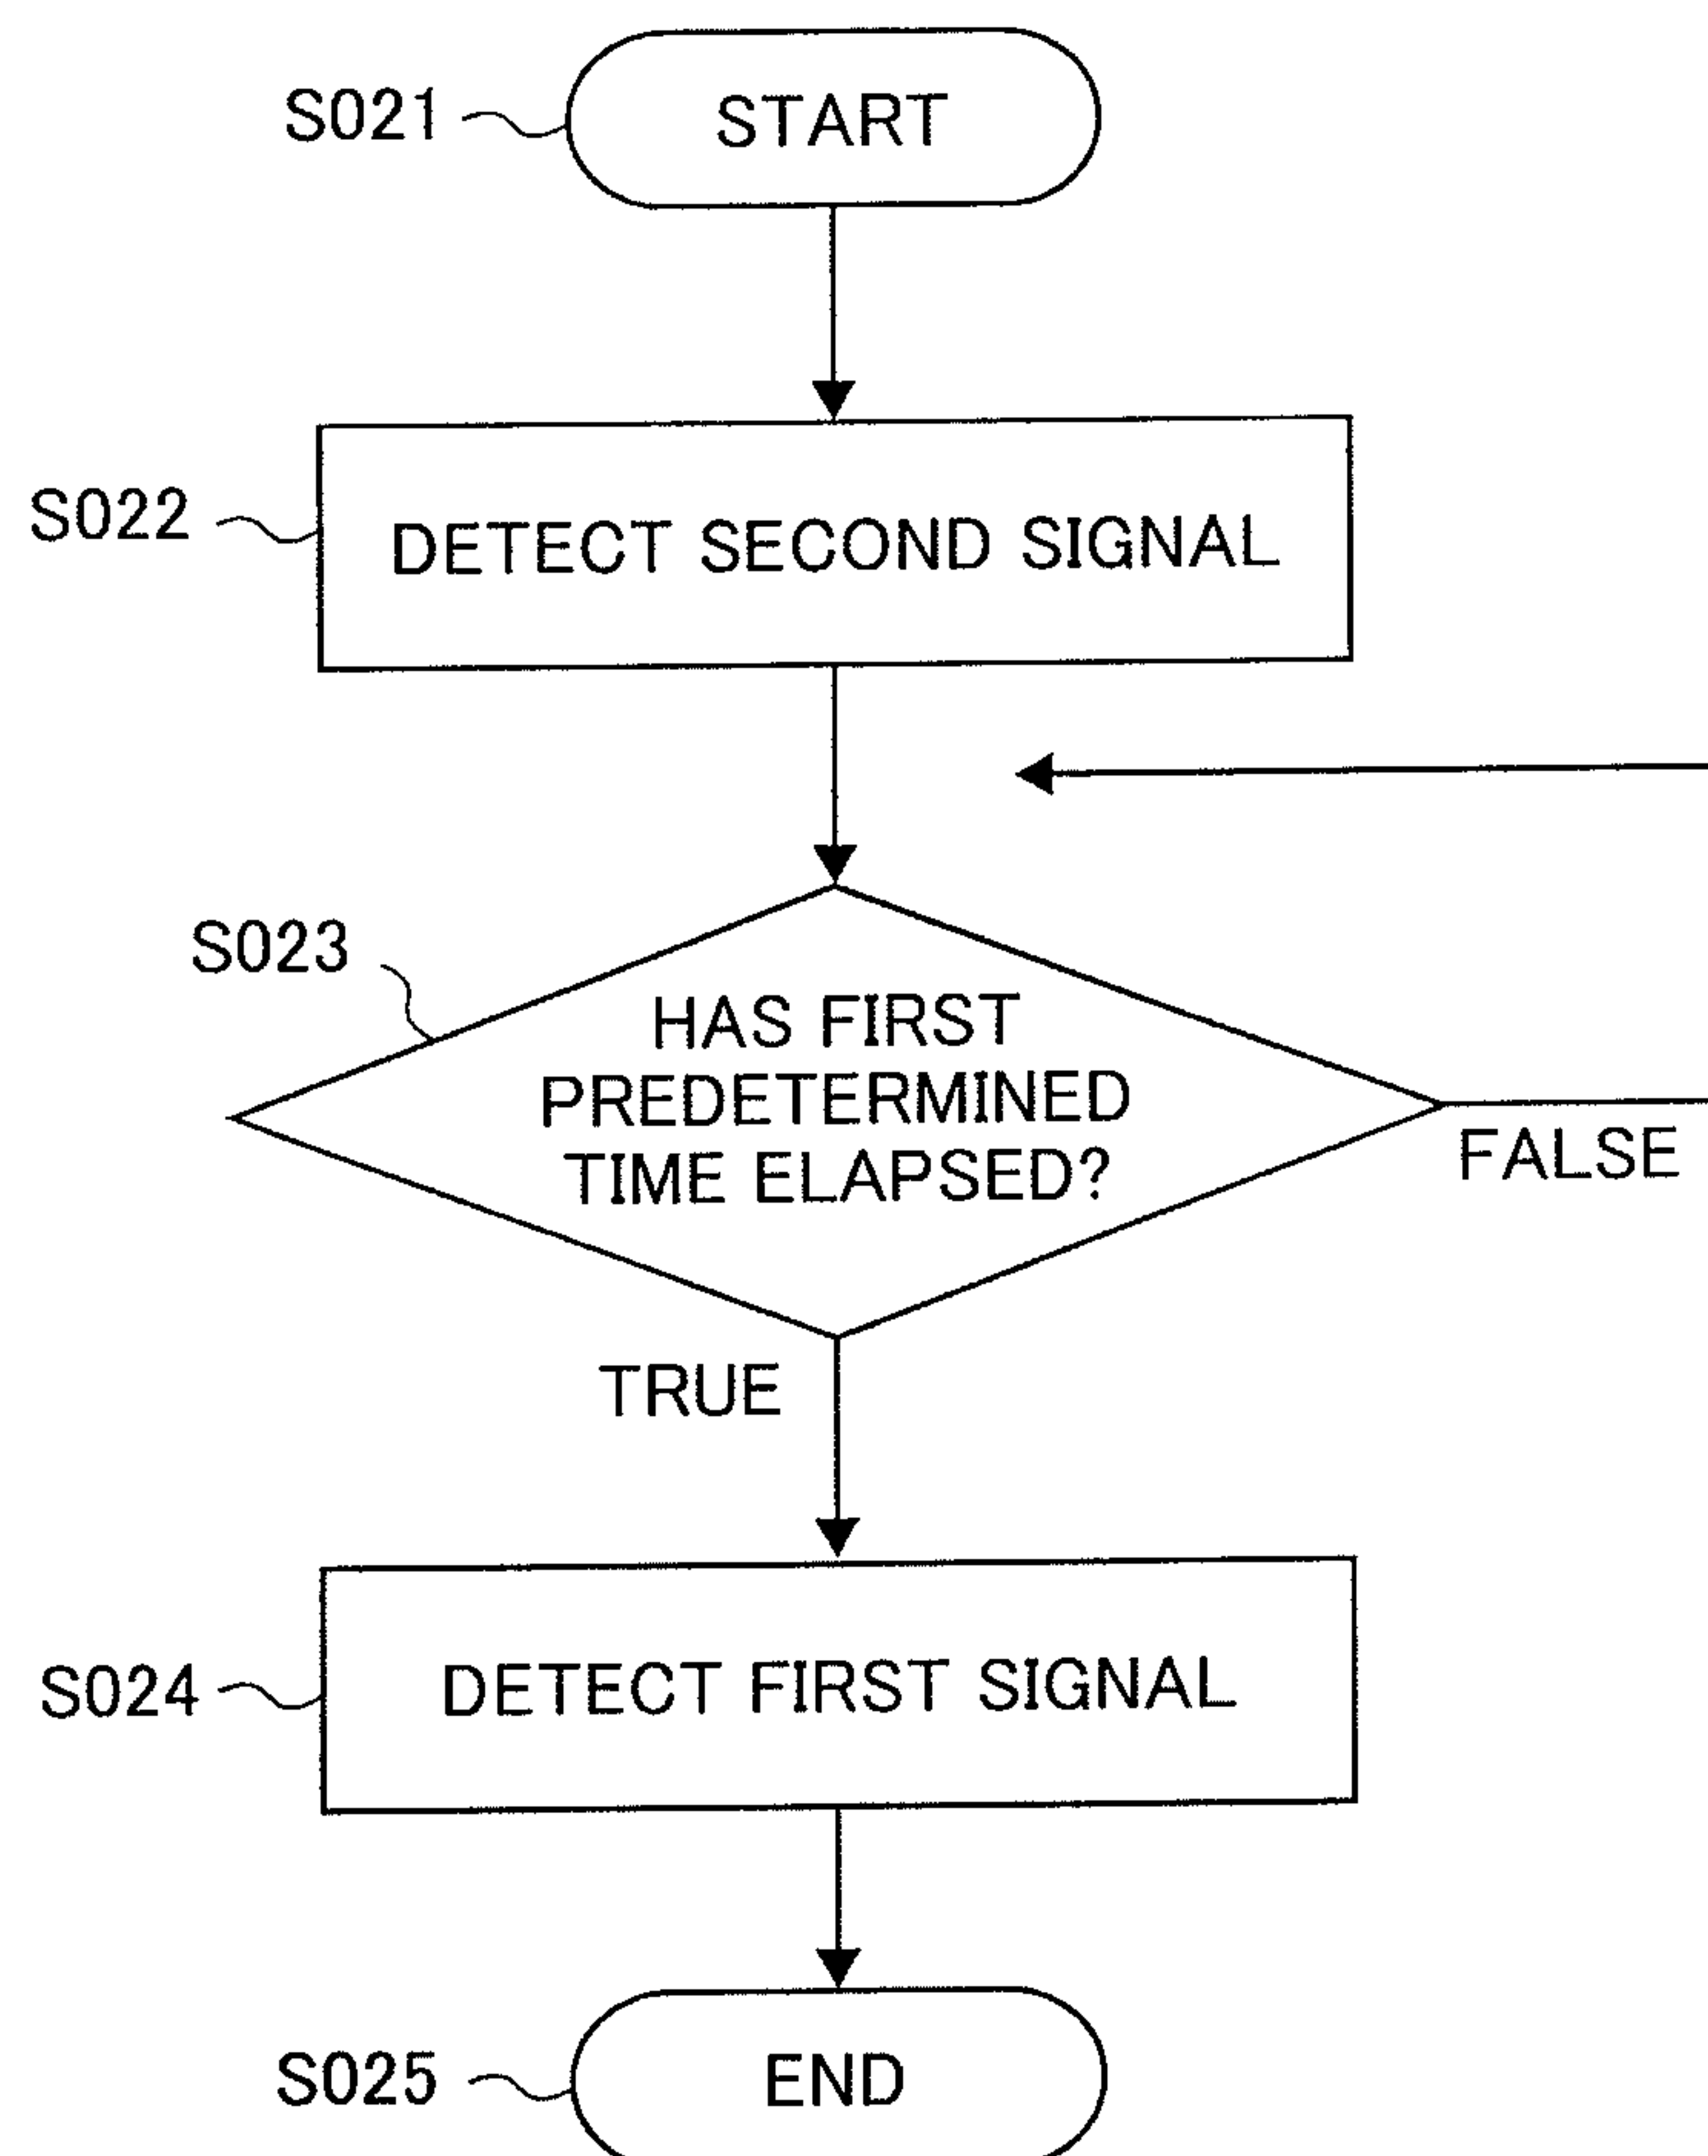 S021
START
S022
DETECT SECOND SIGNAL
S023
HAS FIRST
PREDETERMINED
TIME ELAPSED?
FALSE
TRUE
S024
DETECT FIRST SIGNAL
S025
END